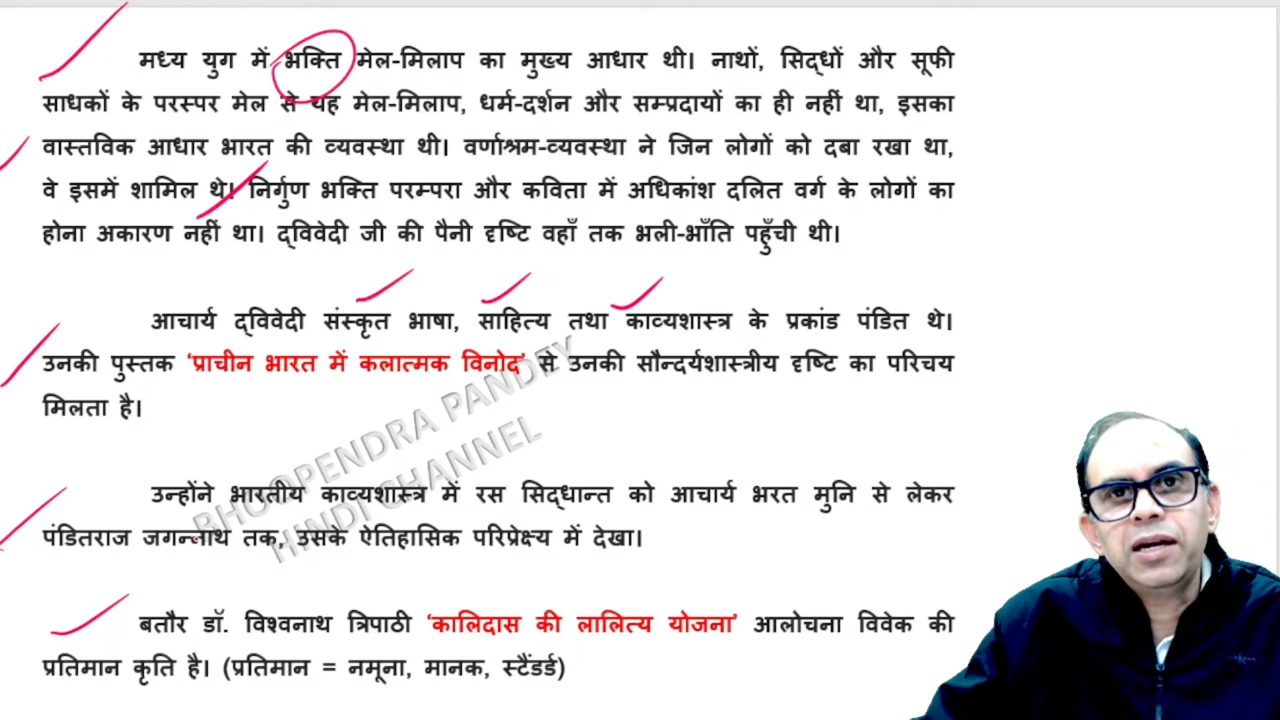 मध्य युग में भक्ति मेल-मिलाप का मुख्य आधार थी। नाथों, सिद्धों और सूफी
साधकों के परस्पर मेल से यह मेल-मिलाप, धर्म-दर्शन और सम्प्रदायों का ही नहीं था, इसका
वास्तविक आधार भारत की व्यवस्था थी। वर्णाश्रम-व्यवस्था ने जिन लोगों को दबा रखा था,
वे इसमें शामिल थे। निर्गुण भक्ति परम्परा और कविता में अधिकांश दलित वर्ग के लोगों का
होना अकारण नहीं था। द्विवेदी जी की पैनी दृष्टि वहाँ तक भली-भाँति पहुँची थी।
आचार्य द्विवेदी संस्कृत भाषा, साहित्य तथा काव्यशास्त्र के प्रकांड पंडित थे।
उनकी पुस्तक ‘प्राचीन भारत में कलात्मक विनोद’ से उनकी सौन्दर्यशास्त्रीय दृष्टि का परिचय
मिलता है।
उन्होंने भारतीय काव्यशास्त्र में रस सिद्धान्त को आचार्य भरत मुनि से लेकर
पंडितराज जगन्नाथ तक, उसके ऐतिहासिक परिप्रेक्ष्य में देखा।
बतौर डॉ. विश्वनाथ त्रिपाठी ‘कालिदास की लालित्य योजना’ आलोचना विवेक की
प्रतिमान कृति है। (प्रतिमान = नमूना, मानक, स्टैंडर्ड)
BHOOPENDRA PANDEY
HINDI CHANNEL